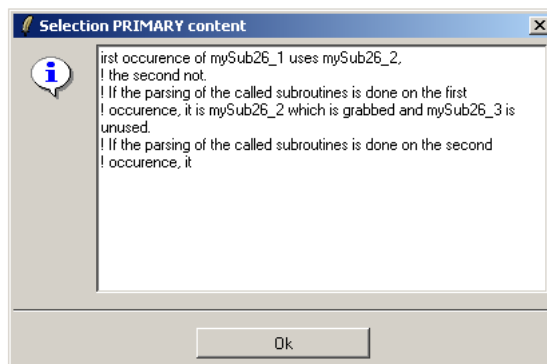 Selection PRIMARY content
irst occurence of mySub26_1 uses mySub26_2,
! the second not.
! If the parsing of the called subroutines is done on the first
! occurence, it is mySub26_2 which is grabbed and mySub26_3 is
unused.
! If the parsing of the called subroutines is done on the second
! occurence, it
Ok